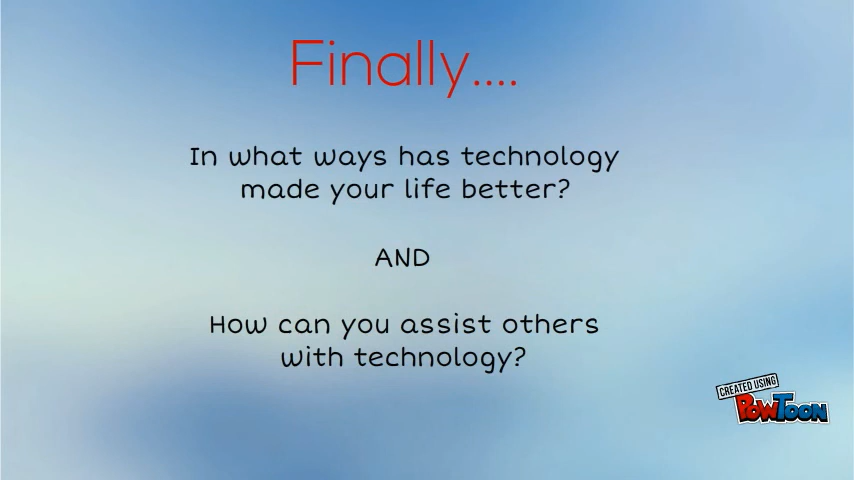 Finally....
In what ways has technology
made your life better?
AND
How can you assist others
with technology?
CREATED USING
POWTOON